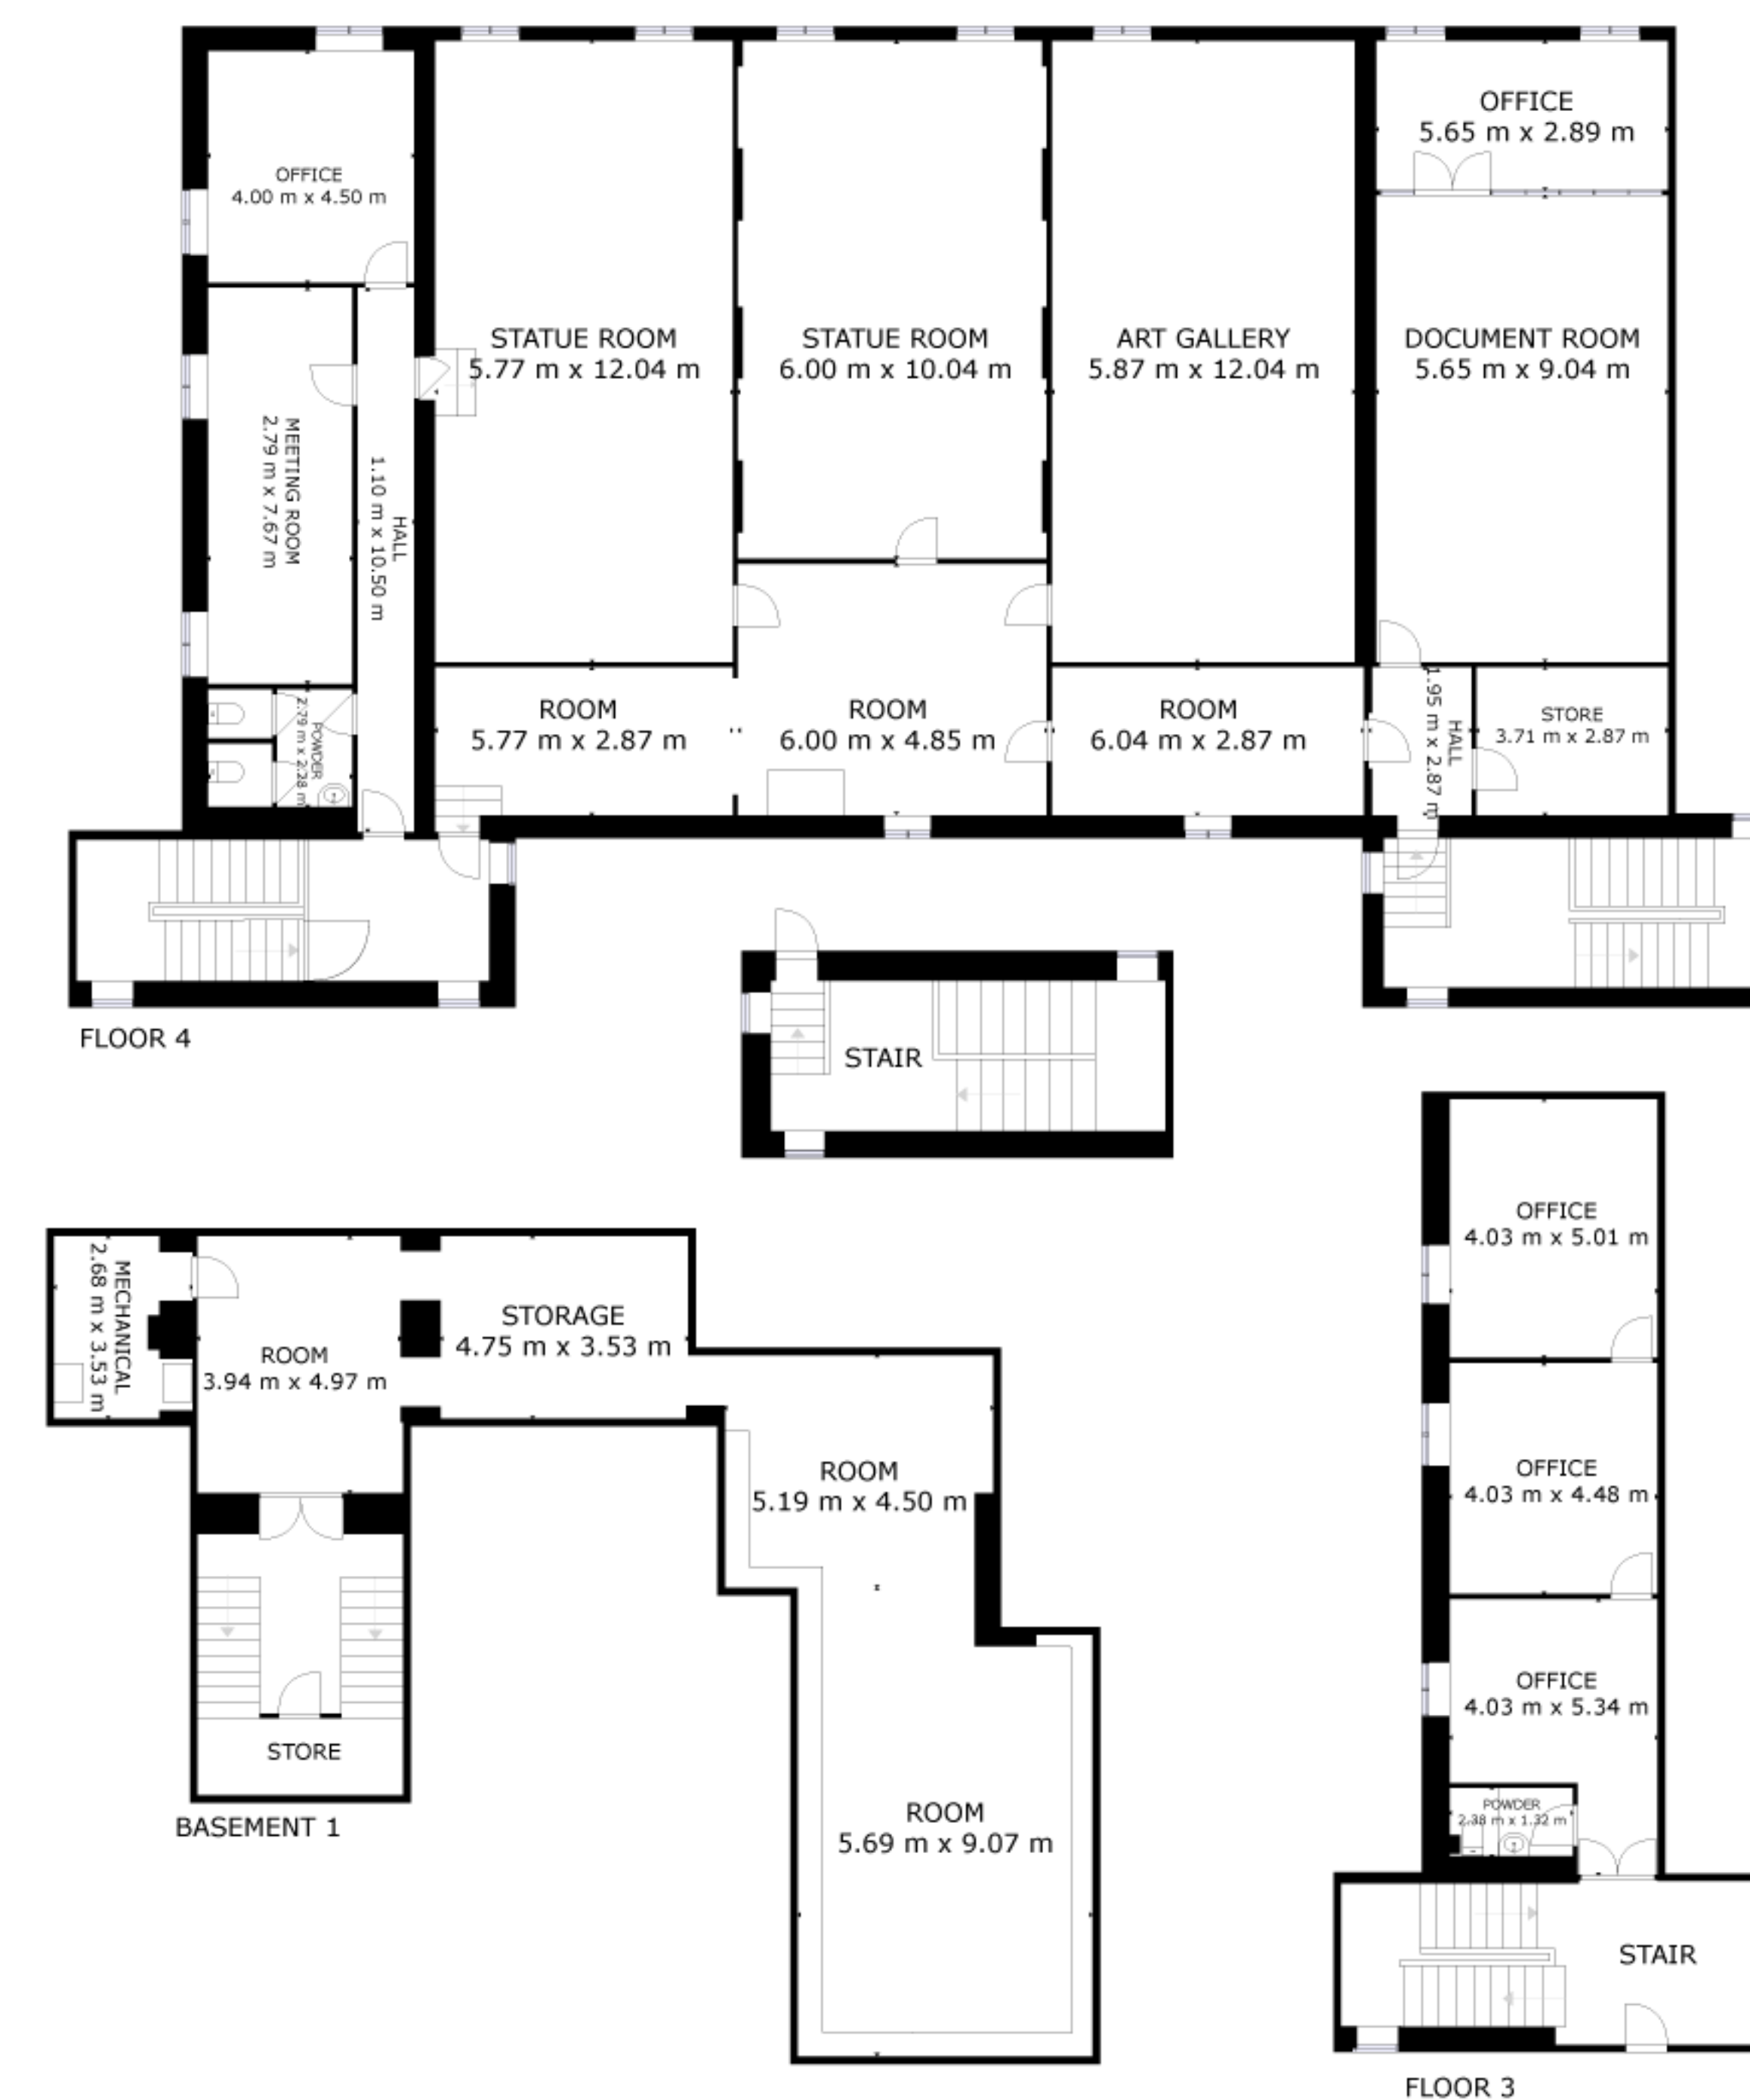 OFFICE
4.00 m x 4.50 m
STATUE ROOM
5.77 m x 12.04 m
STATUE ROOM
6.00 m x 10.04 m
ART GALLERY
5.87 m x 12.04 m
OFFICE
5.65 m x 2.89 m
DOCUMENT ROOM
5.65 m x 9.04 m
MEETING ROOM
2.79 m x 7.67 m
HALL
1.10 m x 10.50 m
POWDER
2.79 m x 2.28 m
ROOM
5.77 m x 2.87 m
ROOM
6.00 m x 4.85 m
ROOM
6.04 m x 2.87 m
HALL
1.95 m x 2.87 m
STORE
3.71 m x 2.87 m
FLOOR 4
STAIR
MECHANICAL
2.68 m x 3.53 m
ROOM
3.94 m x 4.97 m
STORAGE
4.75 m x 3.53 m
ROOM
5.19 m x 4.50 m
ROOM
5.69 m x 9.07 m
STORE
BASEMENT 1
OFFICE
4.03 m x 5.01 m
OFFICE
4.03 m x 4.48 m
OFFICE
4.03 m x 5.34 m
POWDER
2.38 m x 1.32 m
STAIR
FLOOR 3